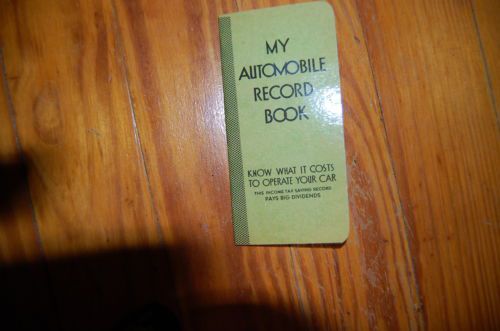 MY
AUTOMOBILE
RECORD
BOOK
KNOW WHAT IT COSTS
TO OPERATE YOUR CAR
THIS INCOME TAX SAVING RECORD
PAYS BIG DIVIDENDS